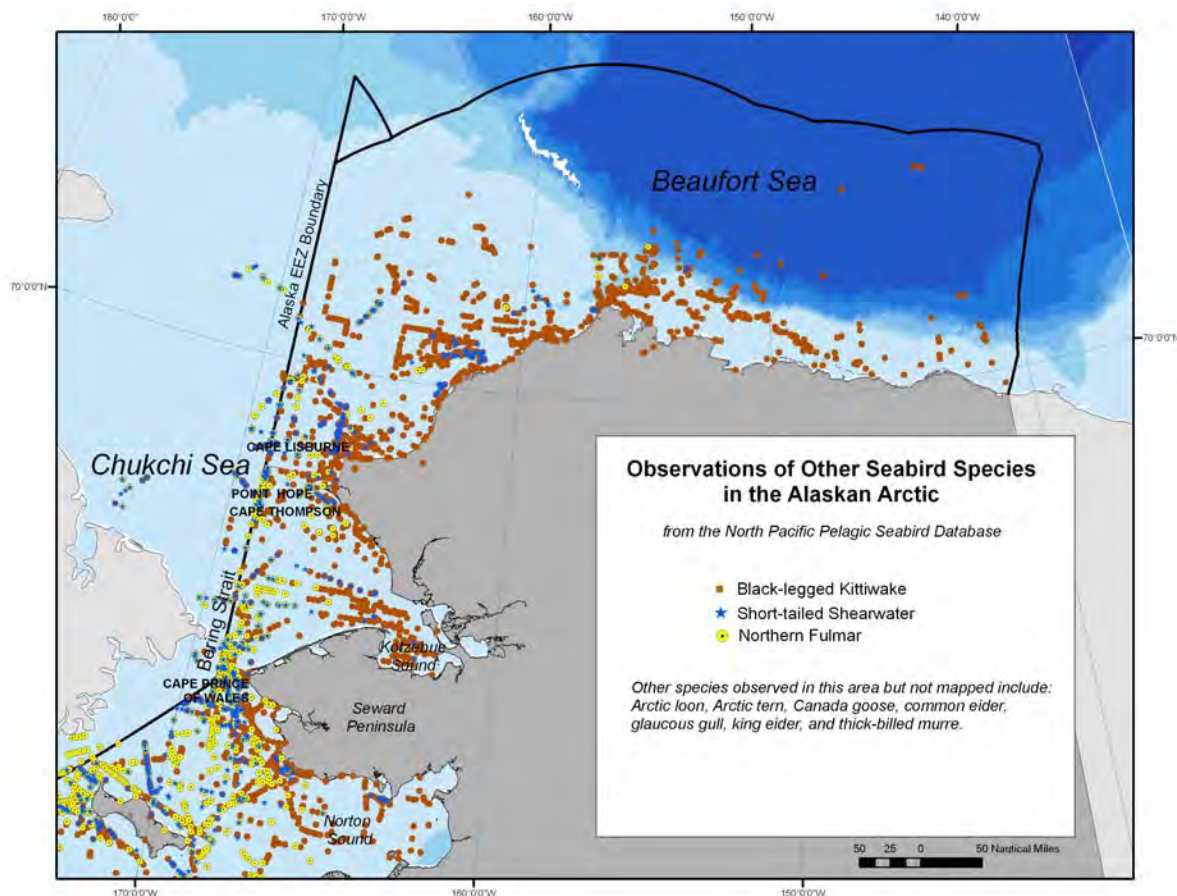 180°0'0"
170°0'0"W
160°0'0"W
150°0'0"W
140°0'0"W
Beaufort Sea
Alaska EEZ Boundary
70°0'0"N
70°0'0"N
CAPE LISBURNE
Chukchi Sea
POINT HOPE
CAPE THOMPSON
Bering Strait
Kotzebue
Sound
CAPE PRINCE
OF WALES
Seward
Peninsula
Norton
Sound
Observations of Other Seabird Species
in the Alaskan Arctic
from the North Pacific Pelagic Seabird Database
Black-legged Kittiwake
Short-tailed Shearwater
Northern Fulmar
Other species observed in this area but not mapped include:
Arctic loon, Arctic tern, Canada goose, common eider,
glaucous gull, king eider, and thick-billed murre.
50 25 0 50 Nautical Miles
170°0'0"W
160°0'0"W
150°0'0"W